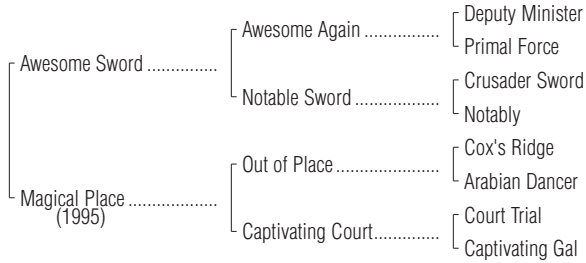 Deputy Minister
Awesome Again ................
Primal Force
Awesome Sword ...............
Crusader Sword
Notable Sword ..................
Notably
Cox's Ridge
Out of Place ......................
Arabian Dancer
Magical Place ...................
(1995)
Court Trial
Captivating Court..............
Captivating Gal